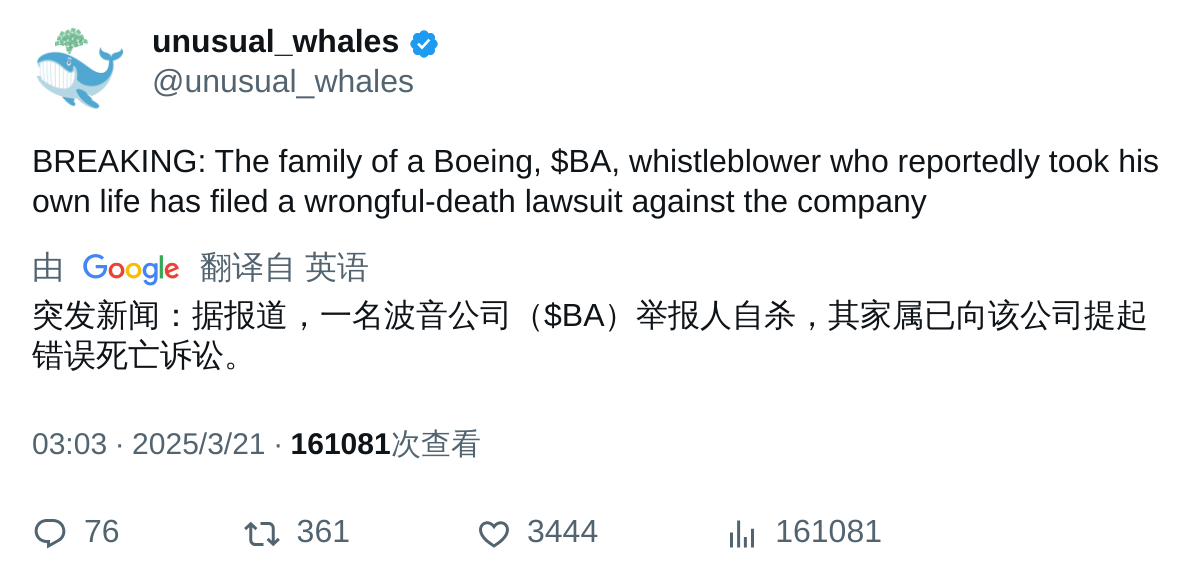 unusual_whales
@unusual_whales
BREAKING: The family of a Boeing, $BA, whistleblower who reportedly took his
own life has filed a wrongful-death lawsuit against the company
由 Google 翻译自 英语
突发新闻：据报道，一名波音公司（$BA）举报人自杀，其家属已向该公司提起
错误死亡诉讼。
03:03 · 2025/3/21 · 161081次查看
76 361 3444 161081